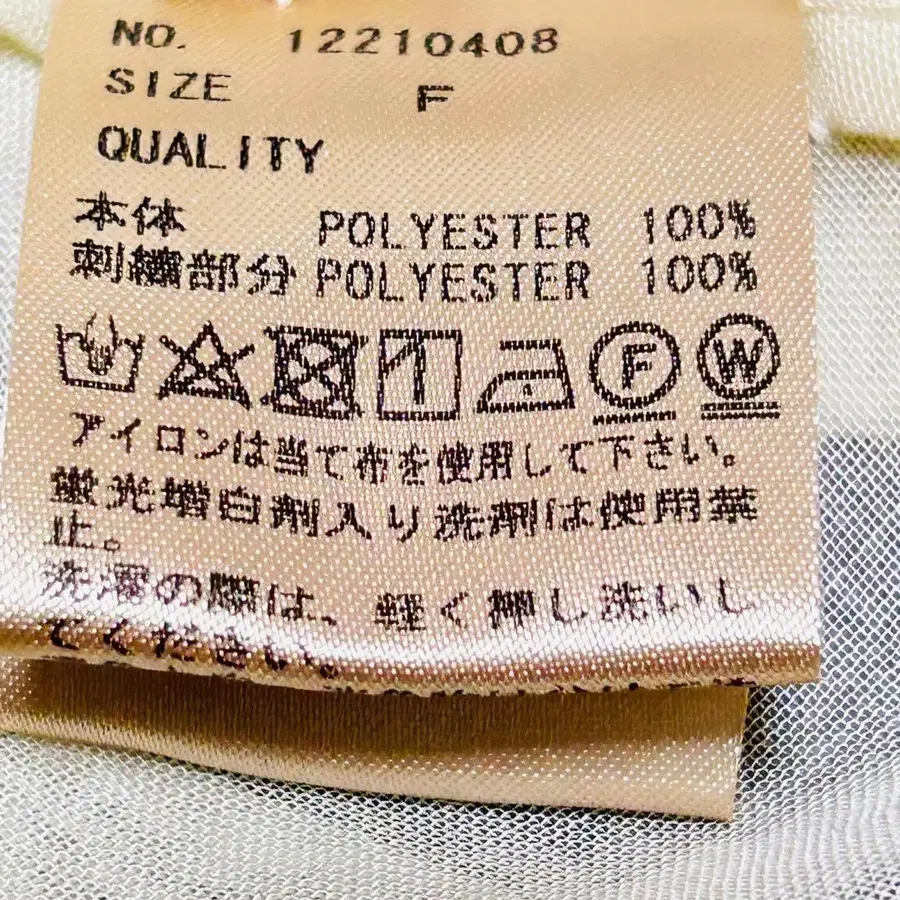 NO. 12210408
SIZE F
QUALITY
本体 POLYESTER 100%
刺繍部分 POLYESTER 100%
F W
アイロンは当て布を使用して下さい。
蛍光増白剤入り洗剤は使用禁
止。
洗濯の際は、軽く押し洗いし
てください。